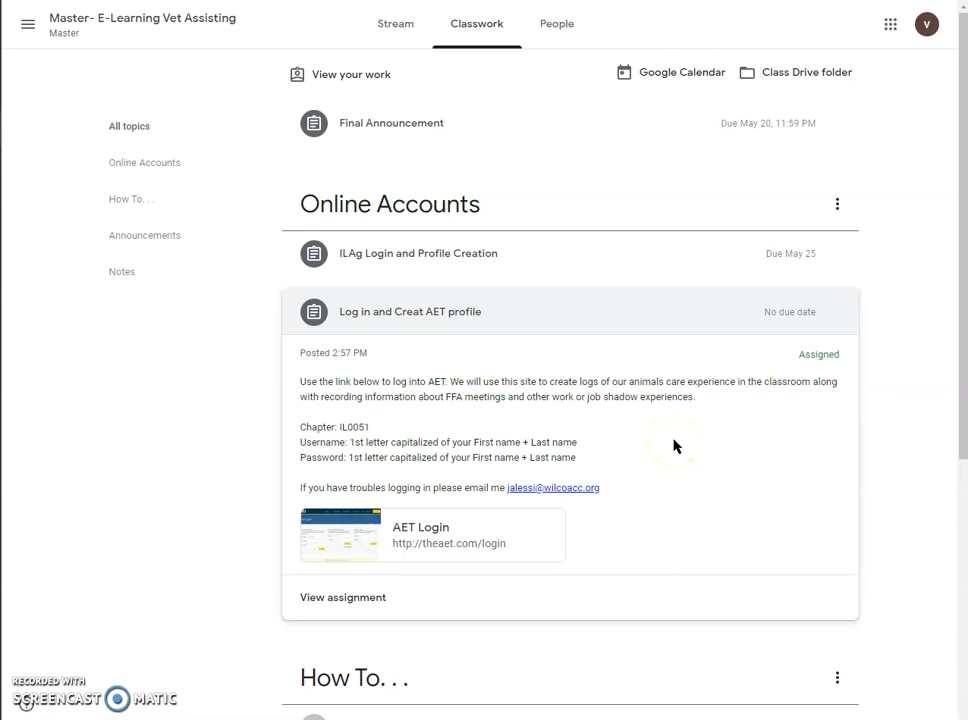 Master- E-Learning Vet Assisting
Master
Stream
Classwork
People
V
View your work
Google Calendar
Class Drive folder
All topics
Online Accounts
How To. . .
Announcements
Notes
Final Announcement
Due May 20, 11:59 PM
Online Accounts
ILAg Login and Profile Creation
Due May 25
Log in and Creat AET profile
No due date
Posted 2:57 PM
Assigned
Use the link below to log into AET. We will use this site to create logs of our animals care experience in the classroom along
with recording information about FFA meetings and other work or job shadow experiences.
Chapter: IL0051
Username: 1st letter capitalized of your First name + Last name
Password: 1st letter capitalized of your First name + Last name
If you have troubles logging in please email me jalessi@wilcoacc.org
AET Login
http://theaet.com/login
View assignment
How To. . .
RECORDED WITH
SCREENCAST MATIC